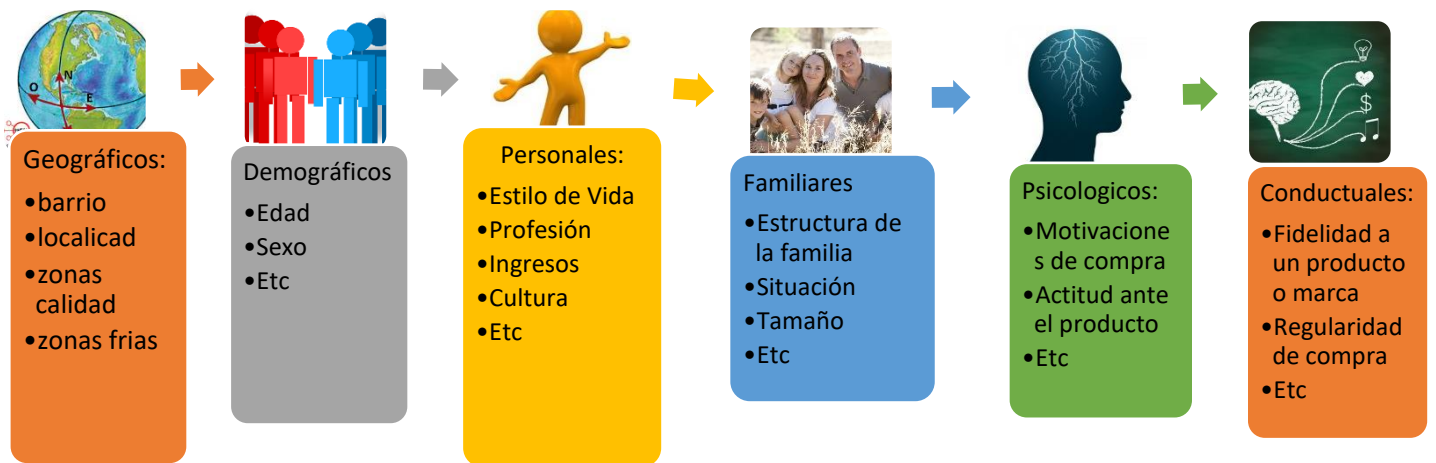 N
O
E
Geográficos:
•barrio
•localicad
•zonas
calidad
•zonas frias
Demográficos
•Edad
•Sexo
•Etc
Personales:
•Estilo de Vida
•Profesión
•Ingresos
•Cultura
•Etc
Familiares
•Estructura de
la familia
•Situación
•Tamaño
•Etc
Psicologicos:
•Motivacione
s de compra
•Actitud ante
el producto
•Etc
$
Conductuales:
•Fidelidad a
un producto
o marca
•Regularidad
de compra
•Etc